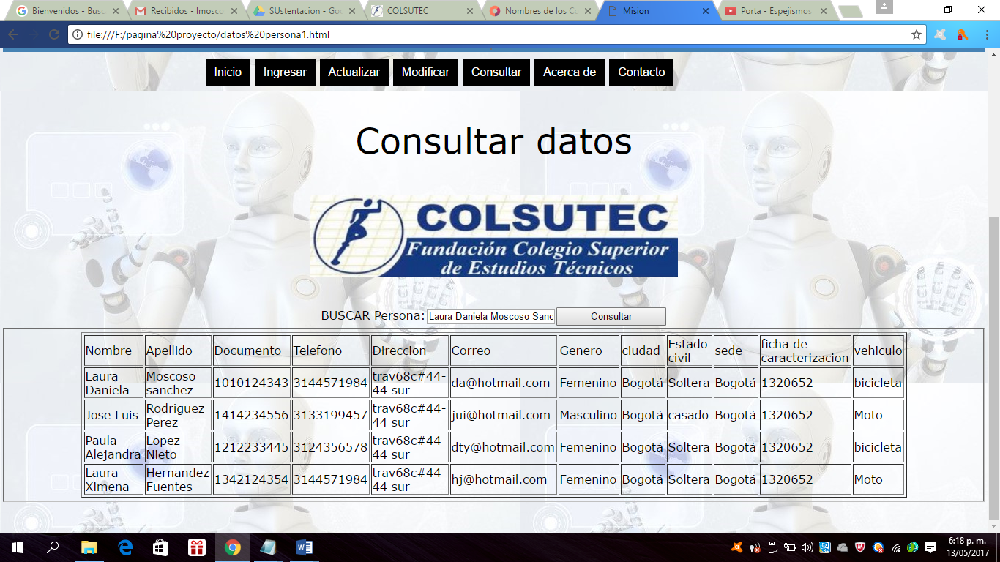 Bienvenidos - Busc
Recibidos - lmosco
SUstentacion - Goo
COLSUTEC
Nombres de los Co
Mision
Porta - Espejismos
file:///F:/pagina%20proyecto/datos%20persona1.html
Inicio Ingresar Actualizar Modificar Consultar Acerca de Contacto
Consultar datos
COLSUTEC
Fundación Colegio Superior
de Estudios Técnicos
BUSCAR Persona: Laura Daniela Moscoso Sanc Consultar
Nombre Apellido Documento Telefono Direccion Correo Genero ciudad Estado civil sede ficha de caracterizacion vehiculo
Laura Daniela Moscoso sanchez 1010124343 3144571984 trav68c#44-44 sur da@hotmail.com Femenino Bogotá Soltera Bogotá 1320652 bicicleta
Jose Luis Rodriguez Perez 1414234556 3133199457 trav68c#44-44 sur jui@hotmail.com Masculino Bogotá casado Bogotá 1320652 Moto
Paula Alejandra Lopez Nieto 1212233445 3124356578 trav68c#44-44 sur dty@hotmail.com Femenino Bogotá Soltera Bogotá 1320652 bicicleta
Laura Ximena Hernandez Fuentes 1342124354 3144571984 trav68c#44-44 sur hj@hotmail.com Femenino Bogotá Soltera Bogotá 1320652 Moto
6:18 p. m.
13/05/2017